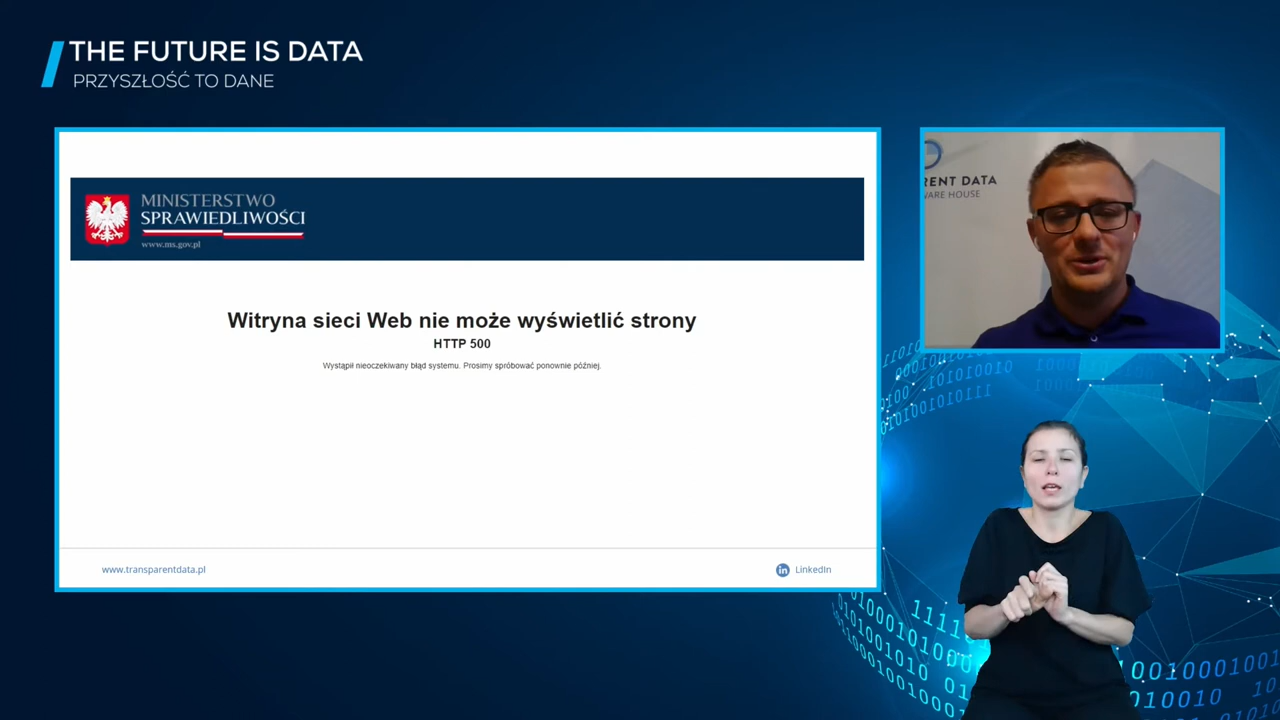 THE FUTURE IS DATA
PRZYSZŁOŚĆ TO DANE
MINISTERSTWO
SPRAWIEDLIWOŚCI
www.ms.gov.pl
Witryna sieci Web nie może wyświetlić strony
HTTP 500
Wystąpił nieoczekiwany błąd systemu. Prosimy spróbować ponownie później.
www.transparentdata.pl
in LinkedIn
RENT DATA
WARE HOUSE